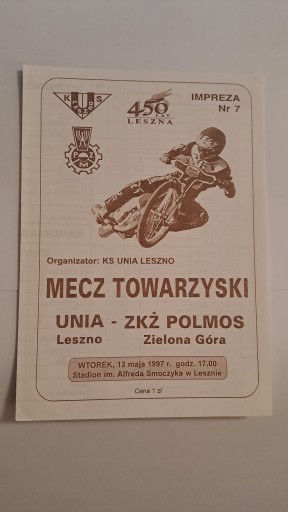 K S
450 LAT
LESZNA
IMPREZA
Nr 7
Organizator: KS UNIA LESZNO
MECZ TOWARZYSKI
UNIA - ZKŻ POLMOS
Leszno Zielona Góra
WTOREK, 13 maja 1997 r. godz. 17.00
Stadion im. Alfreda Smoczyka w Lesznie
Cena 1 zł